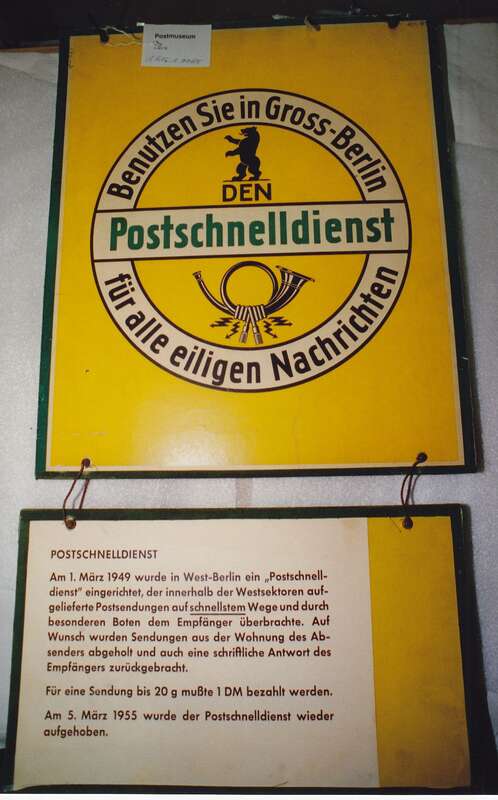 Postmuseum
Benutzen Sie in Gross-Berlin
DEN
Postschnelldienst
für alle eiligen Nachrichten
POSTSCHNELLDIENST
Am 1. März 1949 wurde in West-Berlin ein „Postschnell-
dienst" eingerichtet, der innerhalb der Westsektoren auf-
gelieferte Postsendungen auf schnellstem Wege und durch
besonderen Boten dem Empfänger überbrachte. Auf
Wunsch wurden Sendungen aus der Wohnung des Ab-
senders abgeholt und auch eine schriftliche Antwort des
Empfängers zurückgebracht.
Für eine Sendung bis 20 g mußte 1 DM bezahlt werden.
Am 5. März 1955 wurde der Postschnelldienst wieder
aufgehoben.